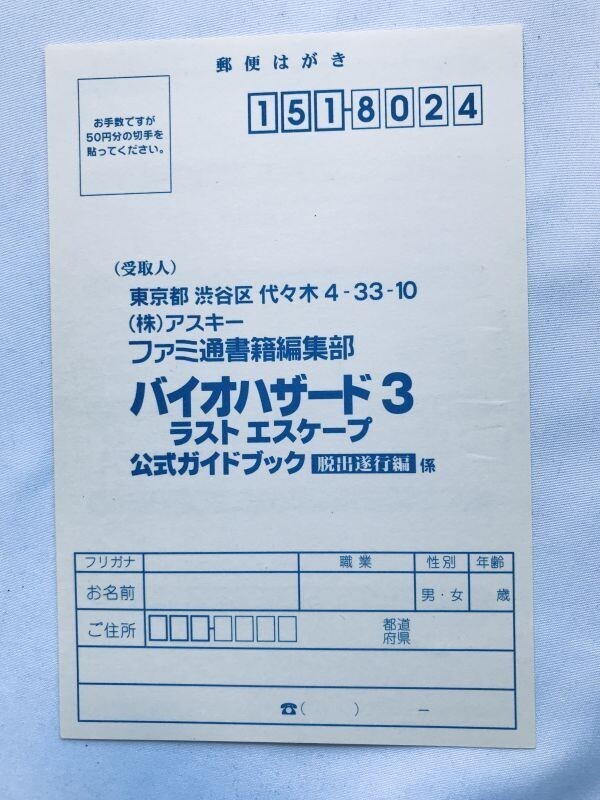 郵便はがき
お手数ですが
50円分の切手を
貼ってください。
151-8024
(受取人)
東京都 渋谷区 代々木 4-33-10
(株)アスキー
ファミ通書籍編集部
バイオハザード 3
ラスト エスケープ
公式ガイドブック 脱出遂行編 係
フリガナ 職業 性別 年齢
お名前 男・女 歳
ご住所 都道
府県
☎( ) −